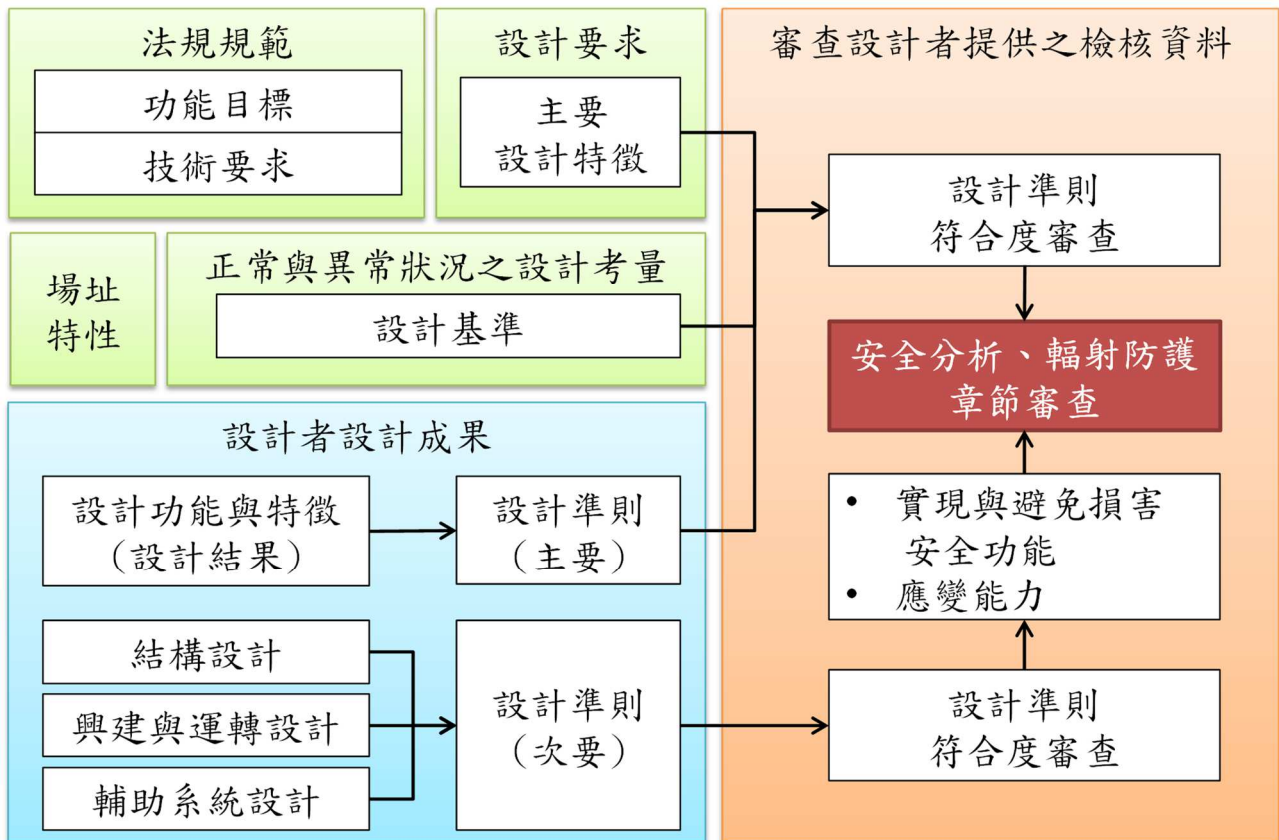 法規規範
功能目標
技術要求
設計要求
主要
設計特徵
場址
特性
正常與異常狀況之設計考量
設計基準
設計者設計成果
設計功能與特徵
（設計結果）
設計準則
（主要）
結構設計
興建與運轉設計
輔助系統設計
設計準則
（次要）
審查設計者提供之檢核資料
設計準則
符合度審查
安全分析、輻射防護
章節審查
• 實現與避免損害
安全功能
• 應變能力
設計準則
符合度審查